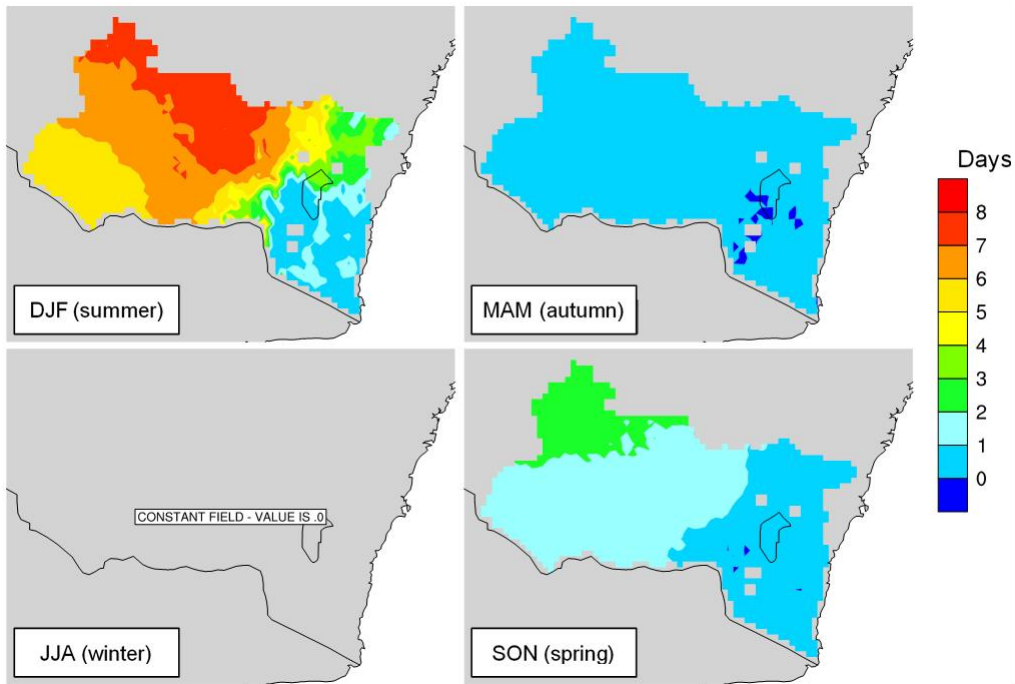 DJF (summer)
MAM (autumn)
Days
8
7
6
5
4
3
2
1
0
CONSTANT FIELD - VALUE IS .0
JJA (winter)
SON (spring)